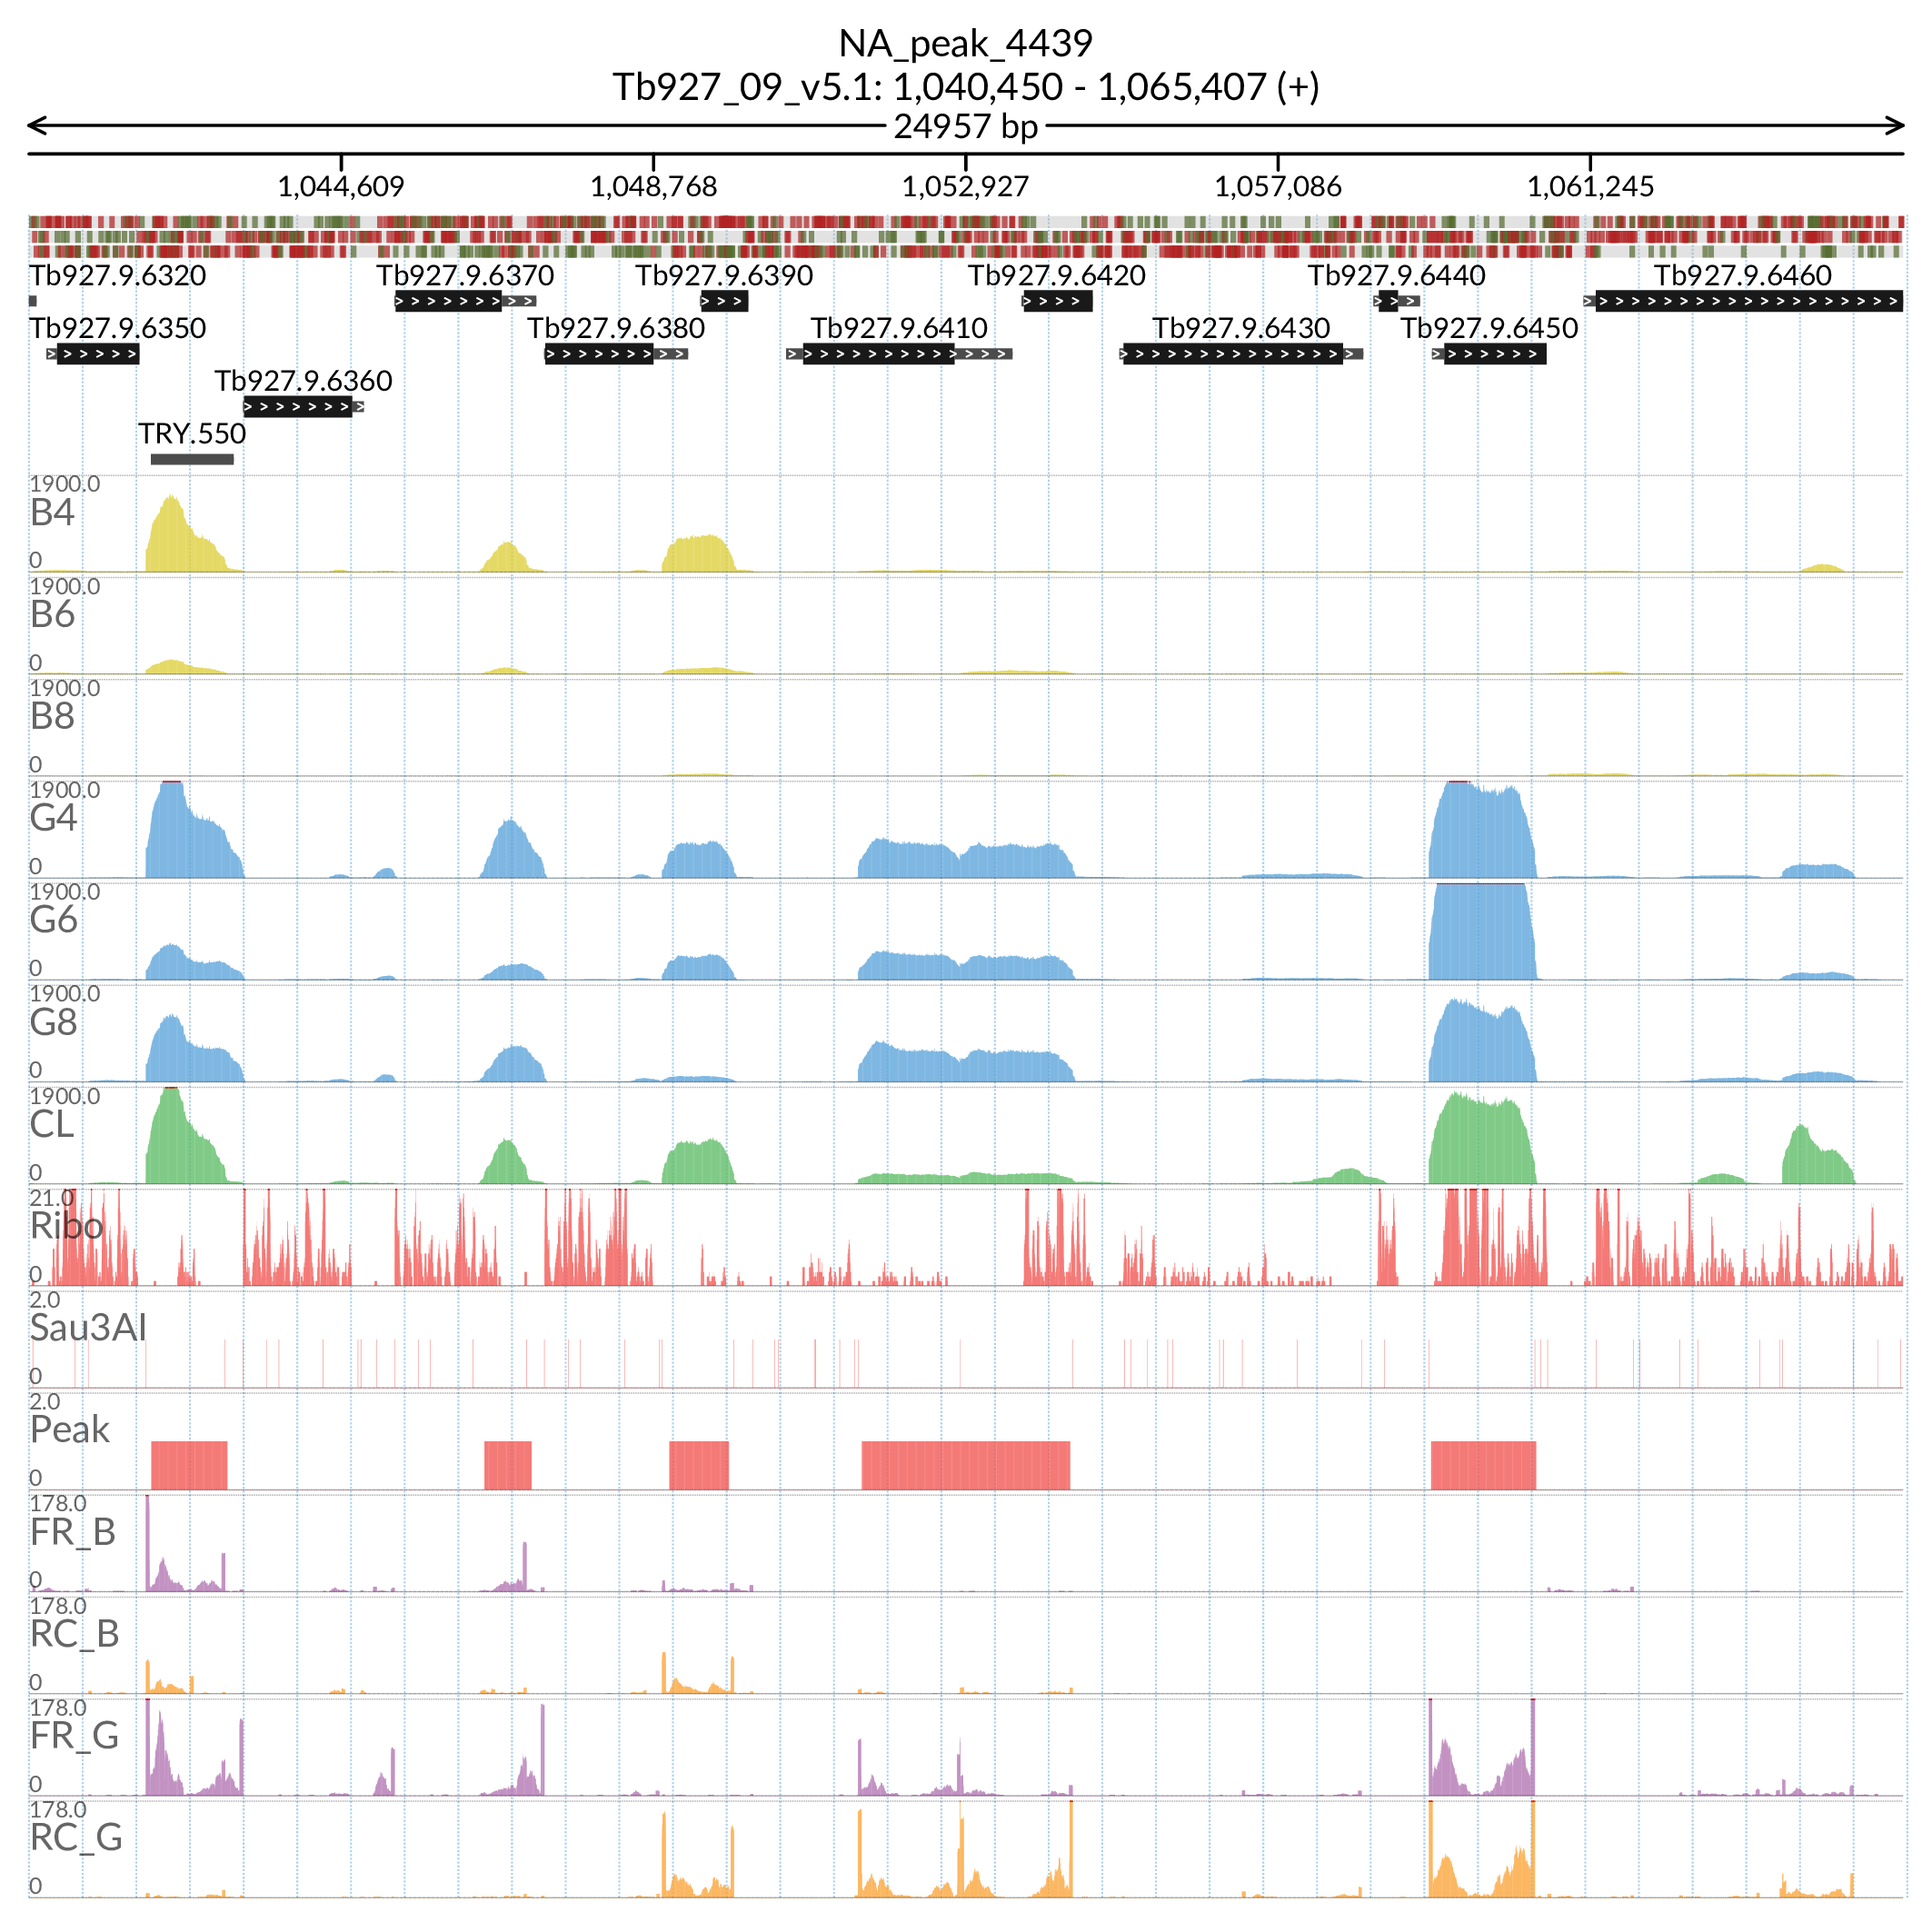 NA_peak_4439
Tb927_09_v5.1: 1,040,450 - 1,065,407 (+)
24957 bp
1,044,609 1,048,768 1,052,927 1,057,086 1,061,245
Tb927.9.6320 Tb927.9.6370 Tb927.9.6390 Tb927.9.6420 Tb927.9.6440 Tb927.9.6460
Tb927.9.6350 Tb927.9.6380 Tb927.9.6410 Tb927.9.6430 Tb927.9.6450
Tb927.9.6360
TRY.550
1900.0
B4
0
1900.0
B6
0
1900.0
B8
0
1900.0
G4
0
1900.0
G6
0
1900.0
G8
0
1900.0
CL
0
21.0
Ribo
0
2.0
Sau3AI
0
2.0
Peak
0
178.0
FR_B
0
178.0
RC_B
0
178.0
FR_G
0
178.0
RC_G
0